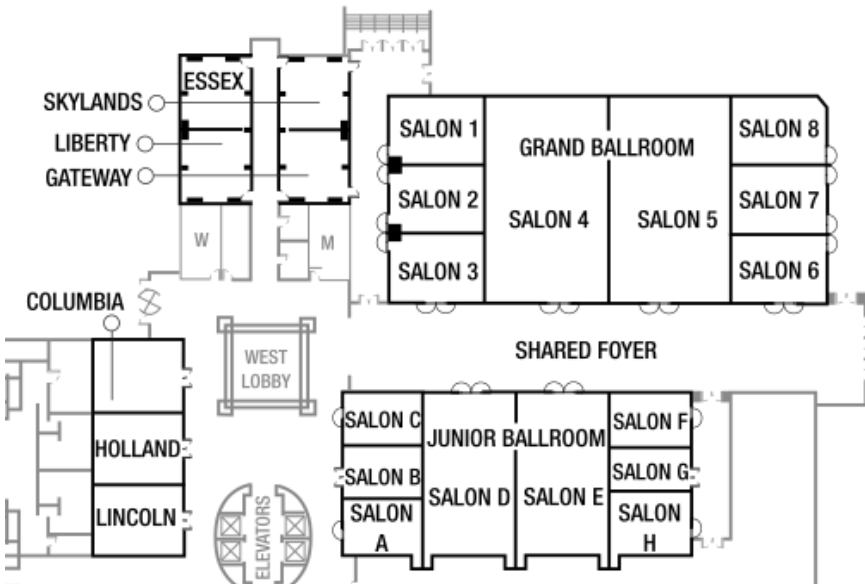 ESSEX
SKYLANDS
LIBERTY
GATEWAY
W
M
SALON 1
GRAND BALLROOM
SALON 8
SALON 2
SALON 4
SALON 5
SALON 7
SALON 3
SALON 6
COLUMBIA
WEST
LOBBY
SHARED FOYER
HOLLAND
LINCOLN
ELEVATORS
SALON C
JUNIOR BALLROOM
SALON F
SALON B
SALON G
SALON D
SALON E
SALON
A
SALON
H